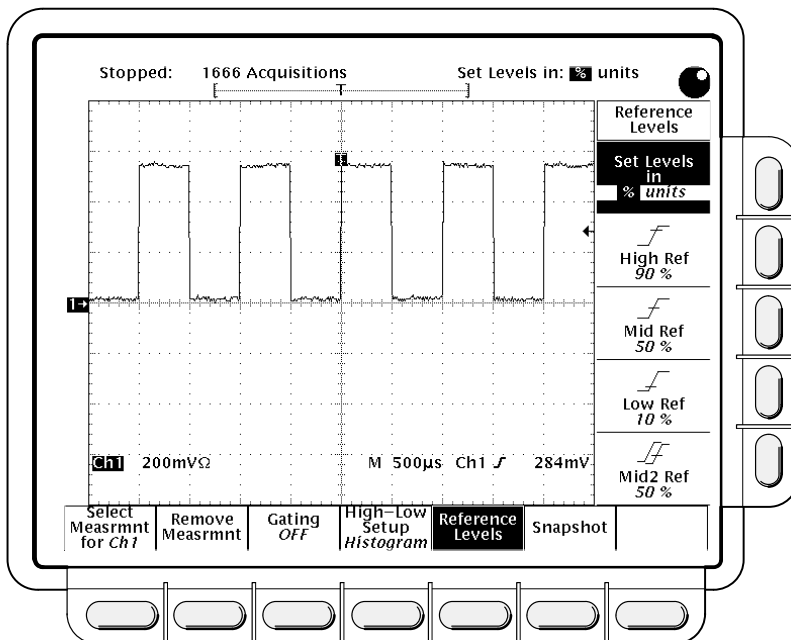 Stopped: 1666 Acquisitions Set Levels in: % units
T
Reference
Levels
Set Levels
in
% units
High Ref
90 %
Mid Ref
50 %
Low Ref
10 %
Mid2 Ref
50 %
1→
Ch1 200mVΩ M 500µs Ch1 284mV
Select
Measrmnt
for Ch1
Remove
Measrmnt
Gating
OFF
High–Low
Setup
Histogram
Reference
Levels
Snapshot